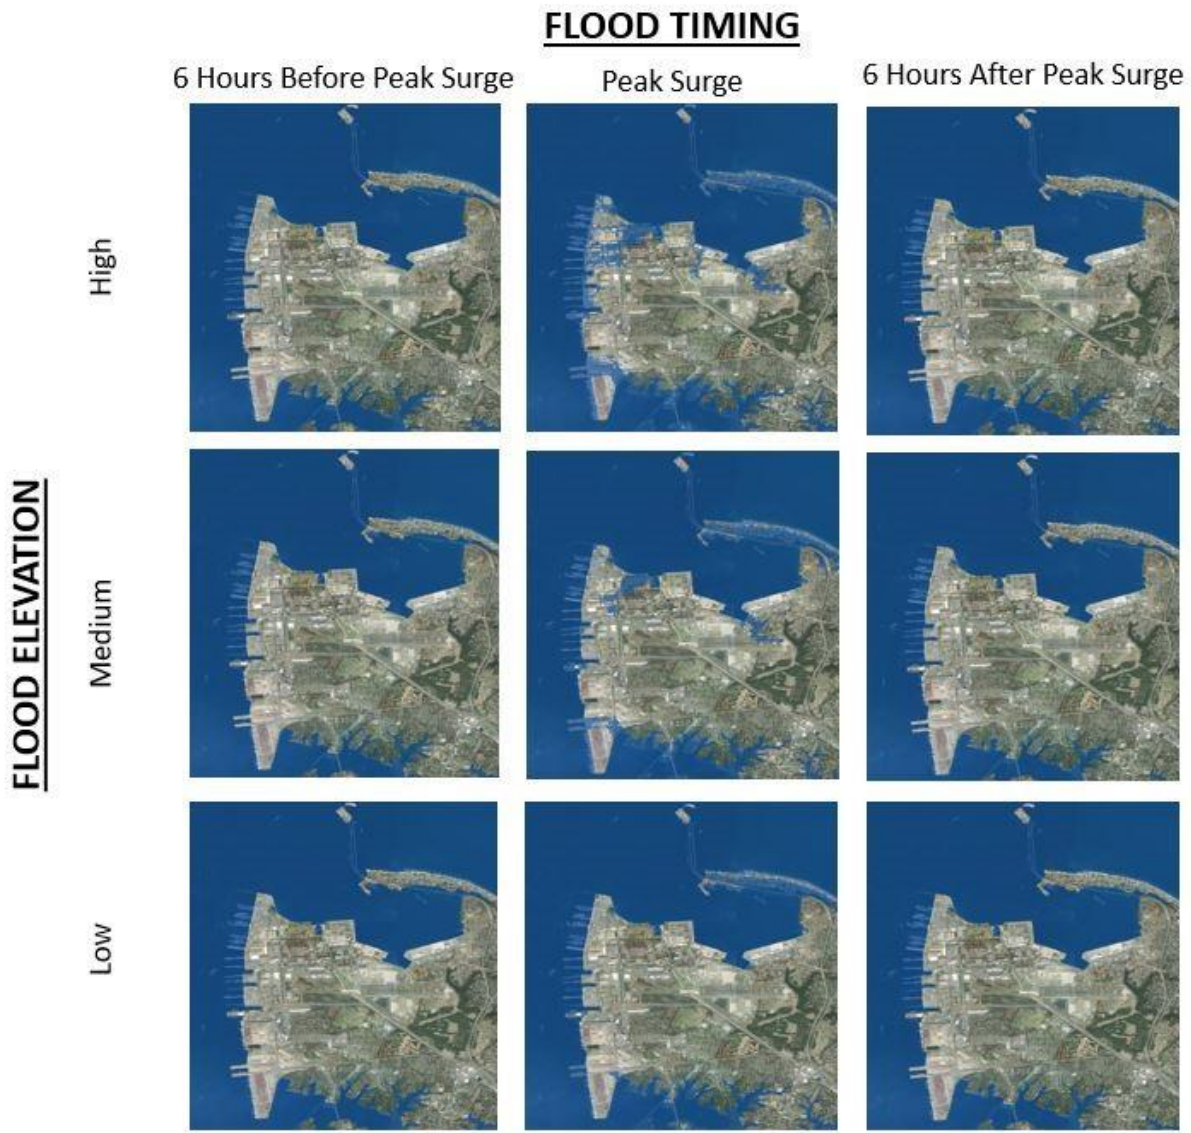 FLOOD TIMING
6 Hours Before Peak Surge
Peak Surge
6 Hours After Peak Surge
FLOOD ELEVATION
High
Medium
Low